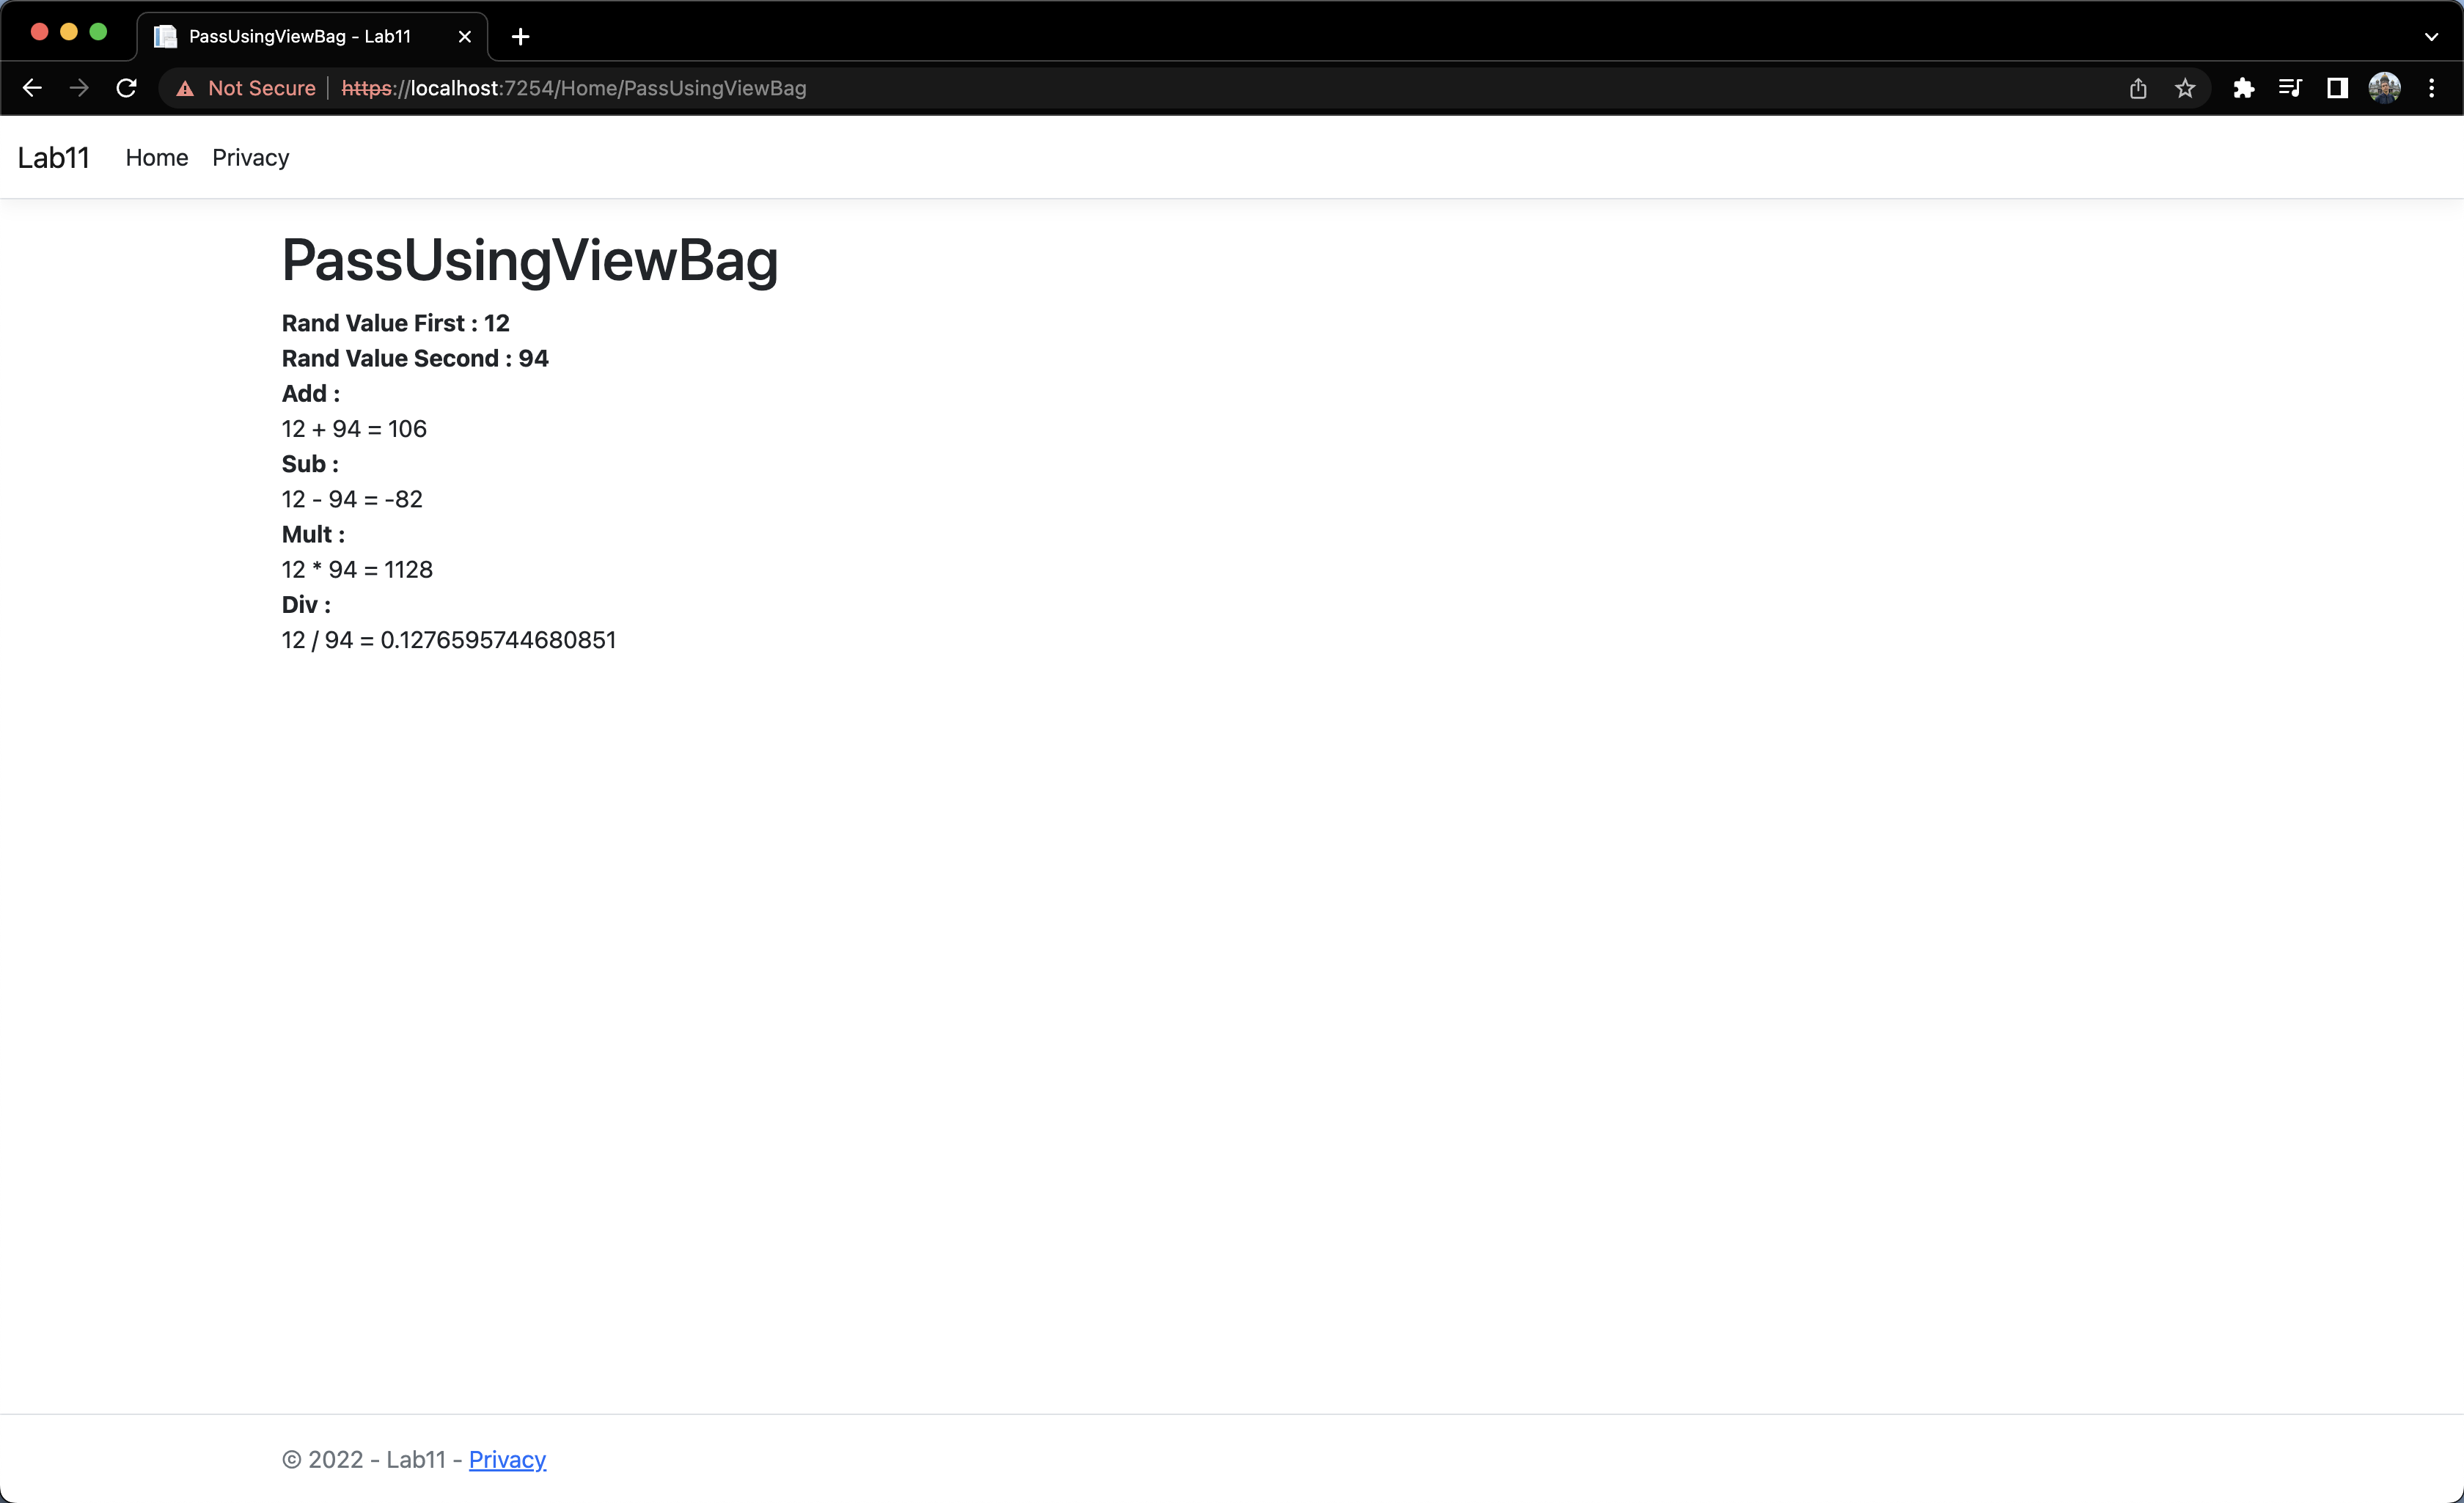 PassUsingViewBag - Lab11
Not Secure https://localhost:7254/Home/PassUsingViewBag
Lab11 Home Privacy
PassUsingViewBag
Rand Value First : 12
Rand Value Second : 94
Add :
12 + 94 = 106
Sub :
12 - 94 = -82
Mult :
12 * 94 = 1128
Div :
12 / 94 = 0.1276595744680851
© 2022 - Lab11 - Privacy